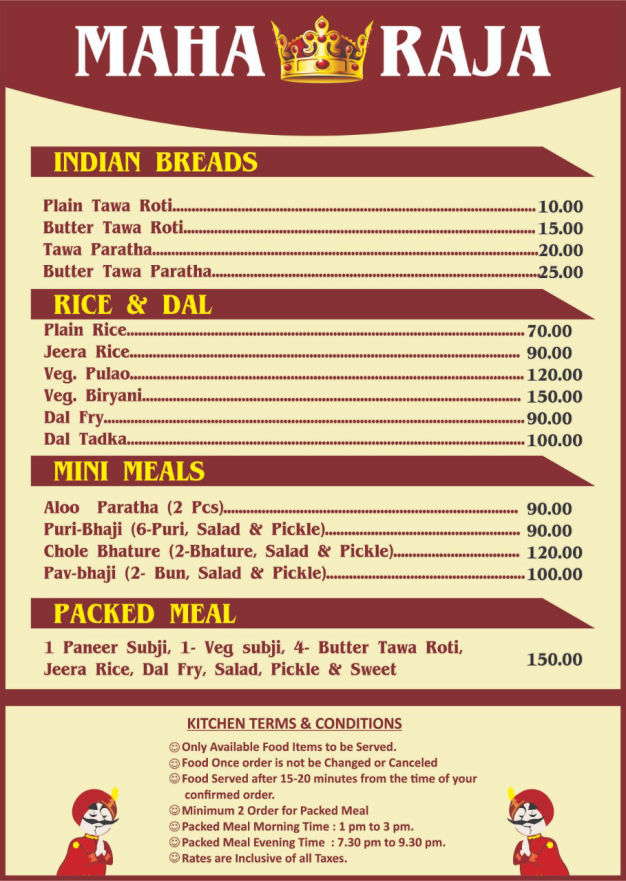 MAHA RAJA
INDIAN BREADS
Plain Tawa Roti..........10.00
Butter Tawa Roti..........15.00
Tawa Paratha..........20.00
Butter Tawa Paratha..........25.00
RICE & DAL
Plain Rice..........70.00
Jeera Rice.......... 90.00
Veg. Pulao..........120.00
Veg. Biryani.......... 150.00
Dal Fry..........90.00
Dal Tadka..........100.00
MINI MEALS
Aloo Paratha (2 Pcs).......... 90.00
Puri-Bhaji (6-Puri, Salad & Pickle).......... 90.00
Chole Bhature (2-Bhature, Salad & Pickle).......... 120.00
Pav-bhaji (2- Bun, Salad & Pickle)..........100.00
PACKED MEAL
1 Paneer Subji, 1- Veg subji, 4- Butter Tawa Roti,
Jeera Rice, Dal Fry, Salad, Pickle & Sweet 150.00
KITCHEN TERMS & CONDITIONS
☺Only Available Food Items to be Served.
☺Food Once order is not be Changed or Canceled
☺Food Served after 15-20 minutes from the time of your
confirmed order.
☺Minimum 2 Order for Packed Meal
☺Packed Meal Morning Time : 1 pm to 3 pm.
☺Packed Meal Evening Time : 7.30 pm to 9.30 pm.
☺Rates are Inclusive of all Taxes.